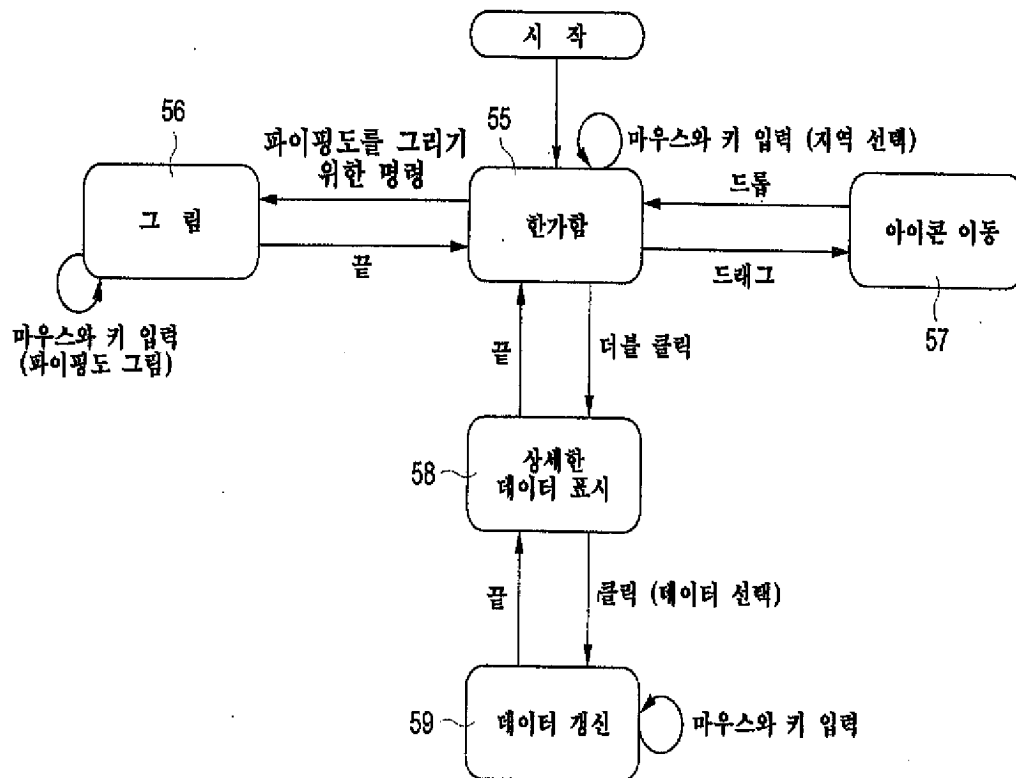 시 작
56
55
파이핑도를 그리기
위한 명령
마우스와 키 입력 (지역 선택)
드롭
그 림
한가함
아이콘 이동
끝
드래그
57
마우스와 키 입력
(파이핑도 그림)
끝
더블 클릭
58
상세한
데이터 표시
끝
클릭 (데이터 선택)
59
데이터 갱신
마우스와 키 입력